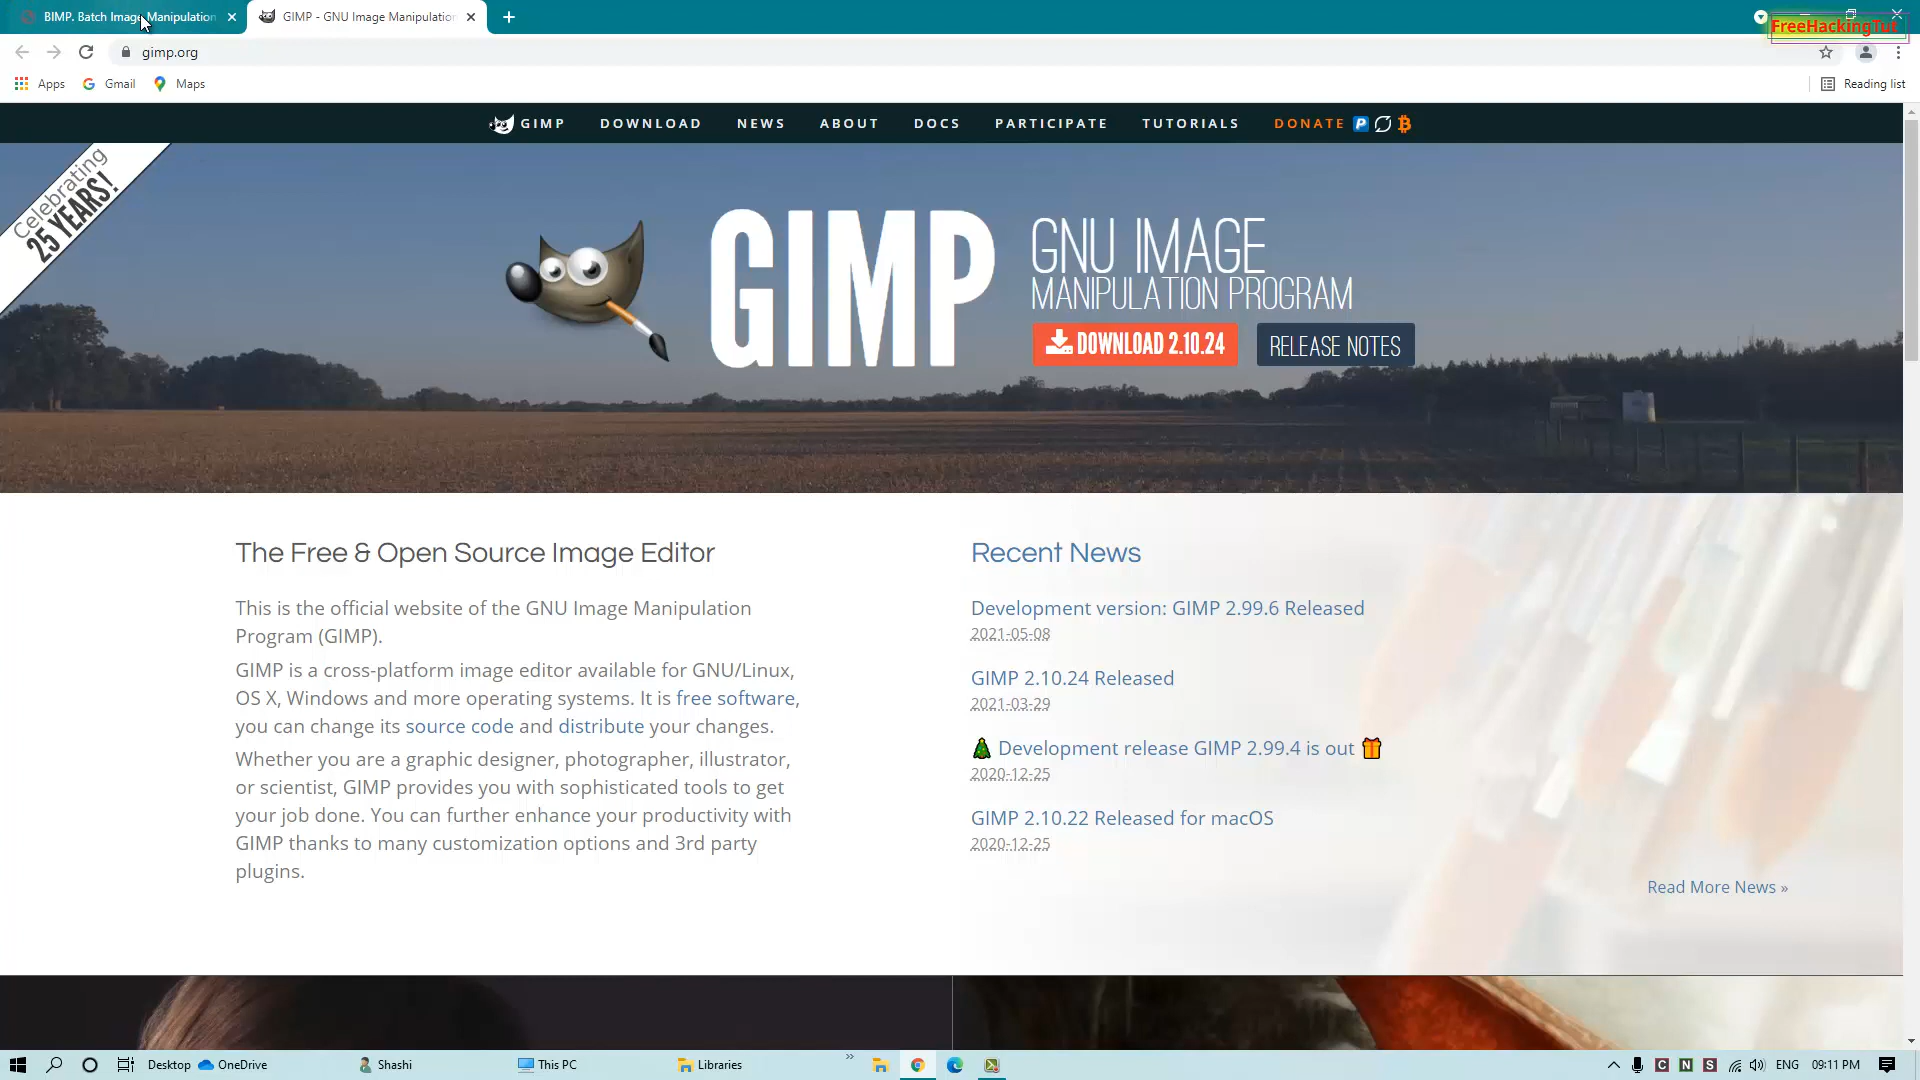 BIMP. Batch Image Manipulation
GIMP - GNU Image Manipulation
FreeHackingTut
gimp.org
Apps
Gmail
Maps
Reading list
GIMP
DOWNLOAD
NEWS
ABOUT
DOCS
PARTICIPATE
TUTORIALS
DONATE
Celebrating
25 YEARS!
GIMP
GNU IMAGE
MANIPULATION PROGRAM
DOWNLOAD 2.10.24
RELEASE NOTES
The Free & Open Source Image Editor
This is the official website of the GNU Image Manipulation
Program (GIMP).
GIMP is a cross-platform image editor available for GNU/Linux,
OS X, Windows and more operating systems. It is free software,
you can change its source code and distribute your changes.
Whether you are a graphic designer, photographer, illustrator,
or scientist, GIMP provides you with sophisticated tools to get
your job done. You can further enhance your productivity with
GIMP thanks to many customization options and 3rd party
plugins.
Recent News
Development version: GIMP 2.99.6 Released
2021-05-08
GIMP 2.10.24 Released
2021-03-29
🎄 Development release GIMP 2.99.4 is out 🎁
2020-12-25
GIMP 2.10.22 Released for macOS
2020-12-25
Read More News »
Desktop
OneDrive
Shashi
This PC
Libraries
»
C
N
S
ENG
09:11 PM